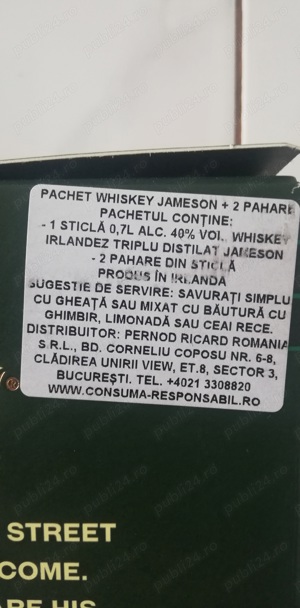 PACHET WHISKEY JAMESON + 2 PAHARE
PACHETUL CONȚINE:
- 1 STICLĂ 0,7L ALC. 40% VOL., WHISKEY
IRLANDEZ TRIPLU DISTILAT JAMESON
- 2 PAHARE DIN STICLĂ
PRODUS ÎN IRLANDA
SUGESTIE DE SERVIRE: SAVURAȚI SIMPLU
CU GHEAȚĂ SAU MIXAT CU BĂUTURĂ CU
GHIMBIR, LIMONADĂ SAU CEAI RECE.
DISTRIBUITOR: PERNOD RICARD ROMANIA
S.R.L., BD. CORNELIU COPOSU NR. 6-8,
CLĂDIREA UNIRII VIEW, ET.8, SECTOR 3,
BUCUREȘTI. TEL. +4021 3308820
WWW.CONSUMA-RESPONSABIL.RO
STREET
COME.
HIS